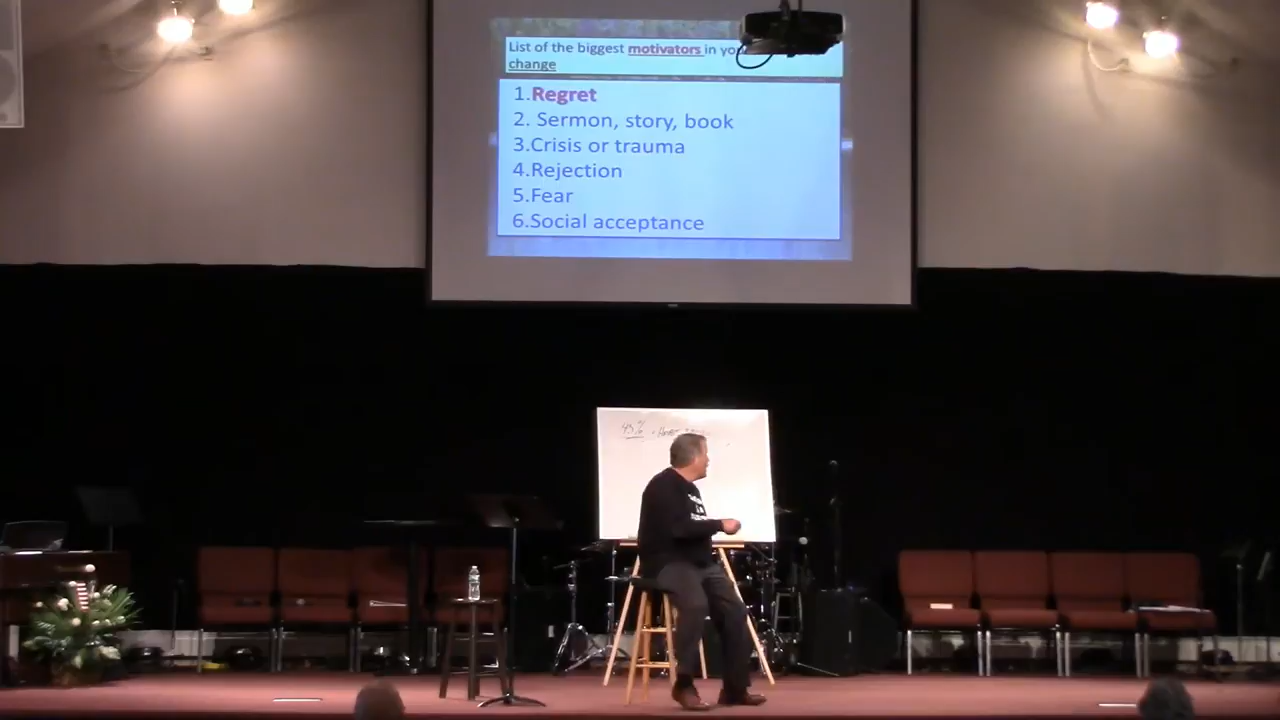 List of the biggest motivators in
change
1.Regret
2. Sermon, story, book
3.Crisis or trauma
4.Rejection
5.Fear
6.Social acceptance
45%